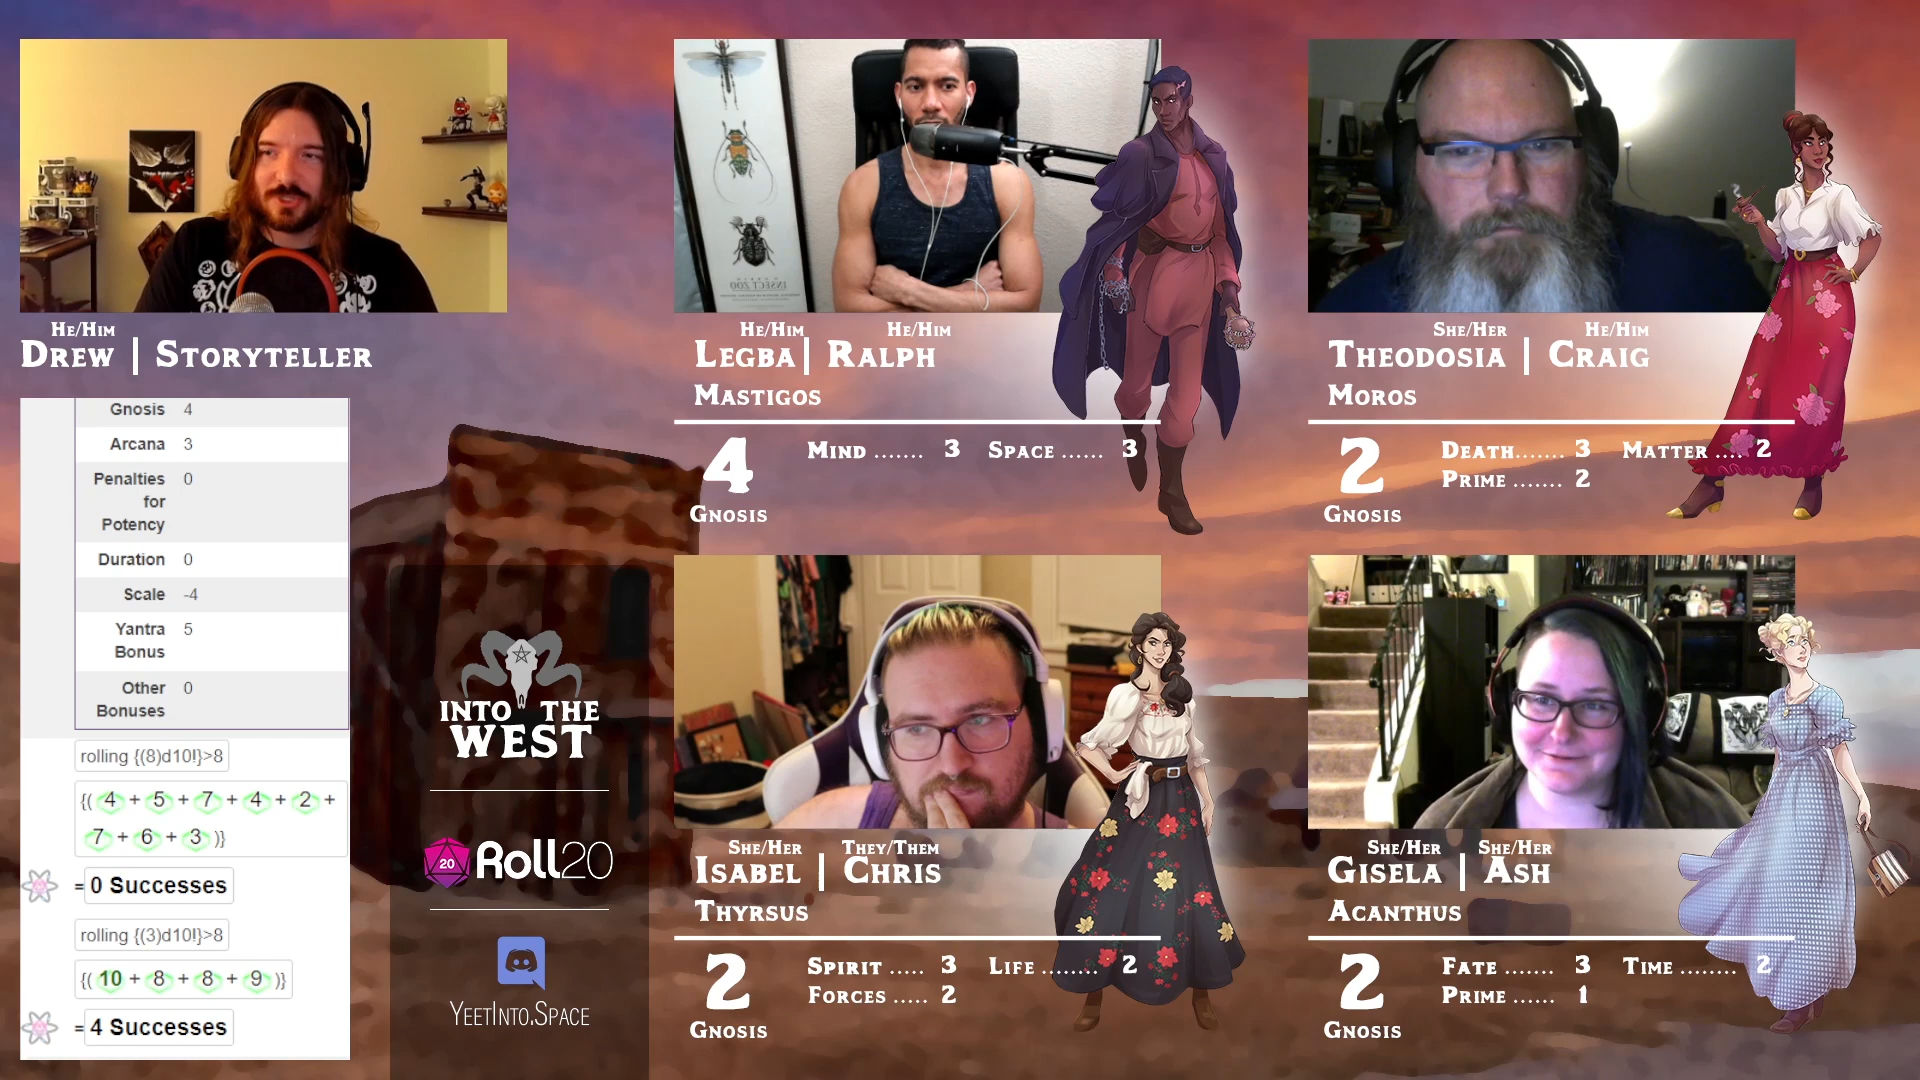 He/Him
Drew | Storyteller
He/Him He/Him
Legba | Ralph
Mastigos
4
Gnosis
Mind ....... 3 Space ...... 3
She/Her He/Him
Theodosia | Craig
Moros
2
Gnosis
Death....... 3 Matter .... 2
Prime ....... 2
Gnosis 4
Arcana 3
Penalties for Potency 0
Duration 0
Scale -4
Yantra Bonus 5
Other Bonuses 0
rolling {(8)d10!}>8
{( 4 + 5 + 7 + 4 + 2 +
7 + 6 + 3 )}
=0 Successes
rolling {(3)d10!}>8
{( 10 + 8 + 8 + 9 )}
=4 Successes
INTO THE
WEST
20
Roll20
YeetInto.Space
She/Her They/Them
Isabel | Chris
Thyrsus
2
Gnosis
Spirit ..... 3 Life ........ 2
Forces ..... 2
She/Her She/Her
Gisela | Ash
Acanthus
2
Gnosis
Fate ....... 3 Time ........ 2
Prime ...... 1
INSECT ZOO